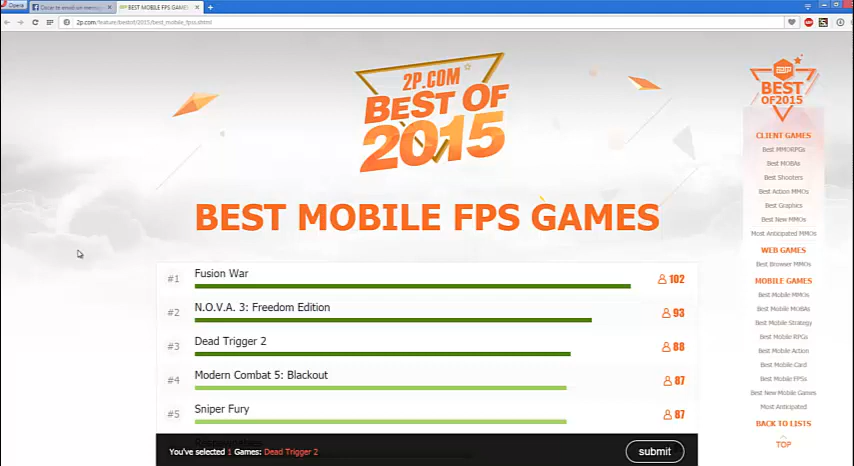 Opera
Oscar te email un mensaj
BEST MOBILE FPS GAMES
2p.com/feature/bestof/2015/best_mobile_fpss.shtml
2P.COM
BEST OF
2015
BEST MOBILE FPS GAMES
#1 Fusion War 102
#2 N.O.V.A. 3: Freedom Edition 93
#3 Dead Trigger 2 88
#4 Modern Combat 5: Blackout 87
#5 Sniper Fury 87
You've selected 1 Games: Dead Trigger 2
submit
BEST
OF2015
CLIENT GAMES
Best MMORPGs
Best MOBAs
Best Shooters
Best Action MMOs
Best Graphics
Best New MMOs
Most Anticipated MMOs
WEB GAMES
Best Browser MMOs
MOBILE GAMES
Best Mobile MMOs
Best Mobile MOBAs
Best Mobile Strategy
Best Mobile RPGs
Best Mobile Action
Best Mobile Card
Best Mobile FPSs
Best New Mobile Games
Most Anticipated
BACK TO LISTS
TOP